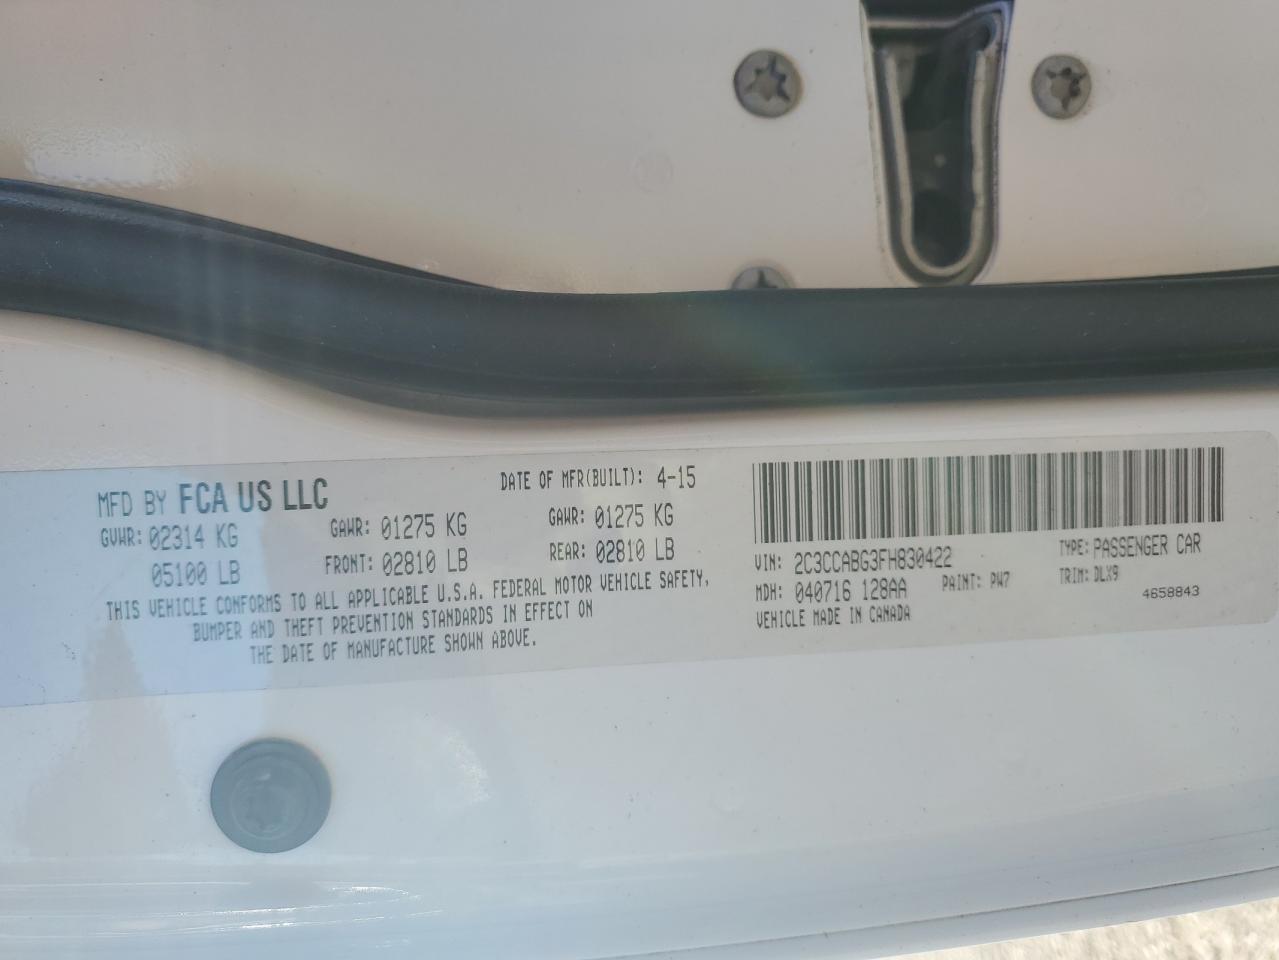 MFD BY FCA US LLC DATE OF MFR(BUILT): 4-15
GVWR: 02314 KG GAWR: 01275 KG GAWR: 01275 KG
05100 LB FRONT: 02810 LB REAR: 02810 LB
THIS VEHICLE CONFORMS TO ALL APPLICABLE U.S.A. FEDERAL MOTOR VEHICLE SAFETY,
BUMPER AND THEFT PREVENTION STANDARDS IN EFFECT ON
THE DATE OF MANUFACTURE SHOWN ABOVE.
VIN: 2C3CCABG3FH830422 TYPE: PASSENGER CAR
MDH: 040716 128AA PAINT: PW7 TRIM: DLX9
VEHICLE MADE IN CANADA 4658843